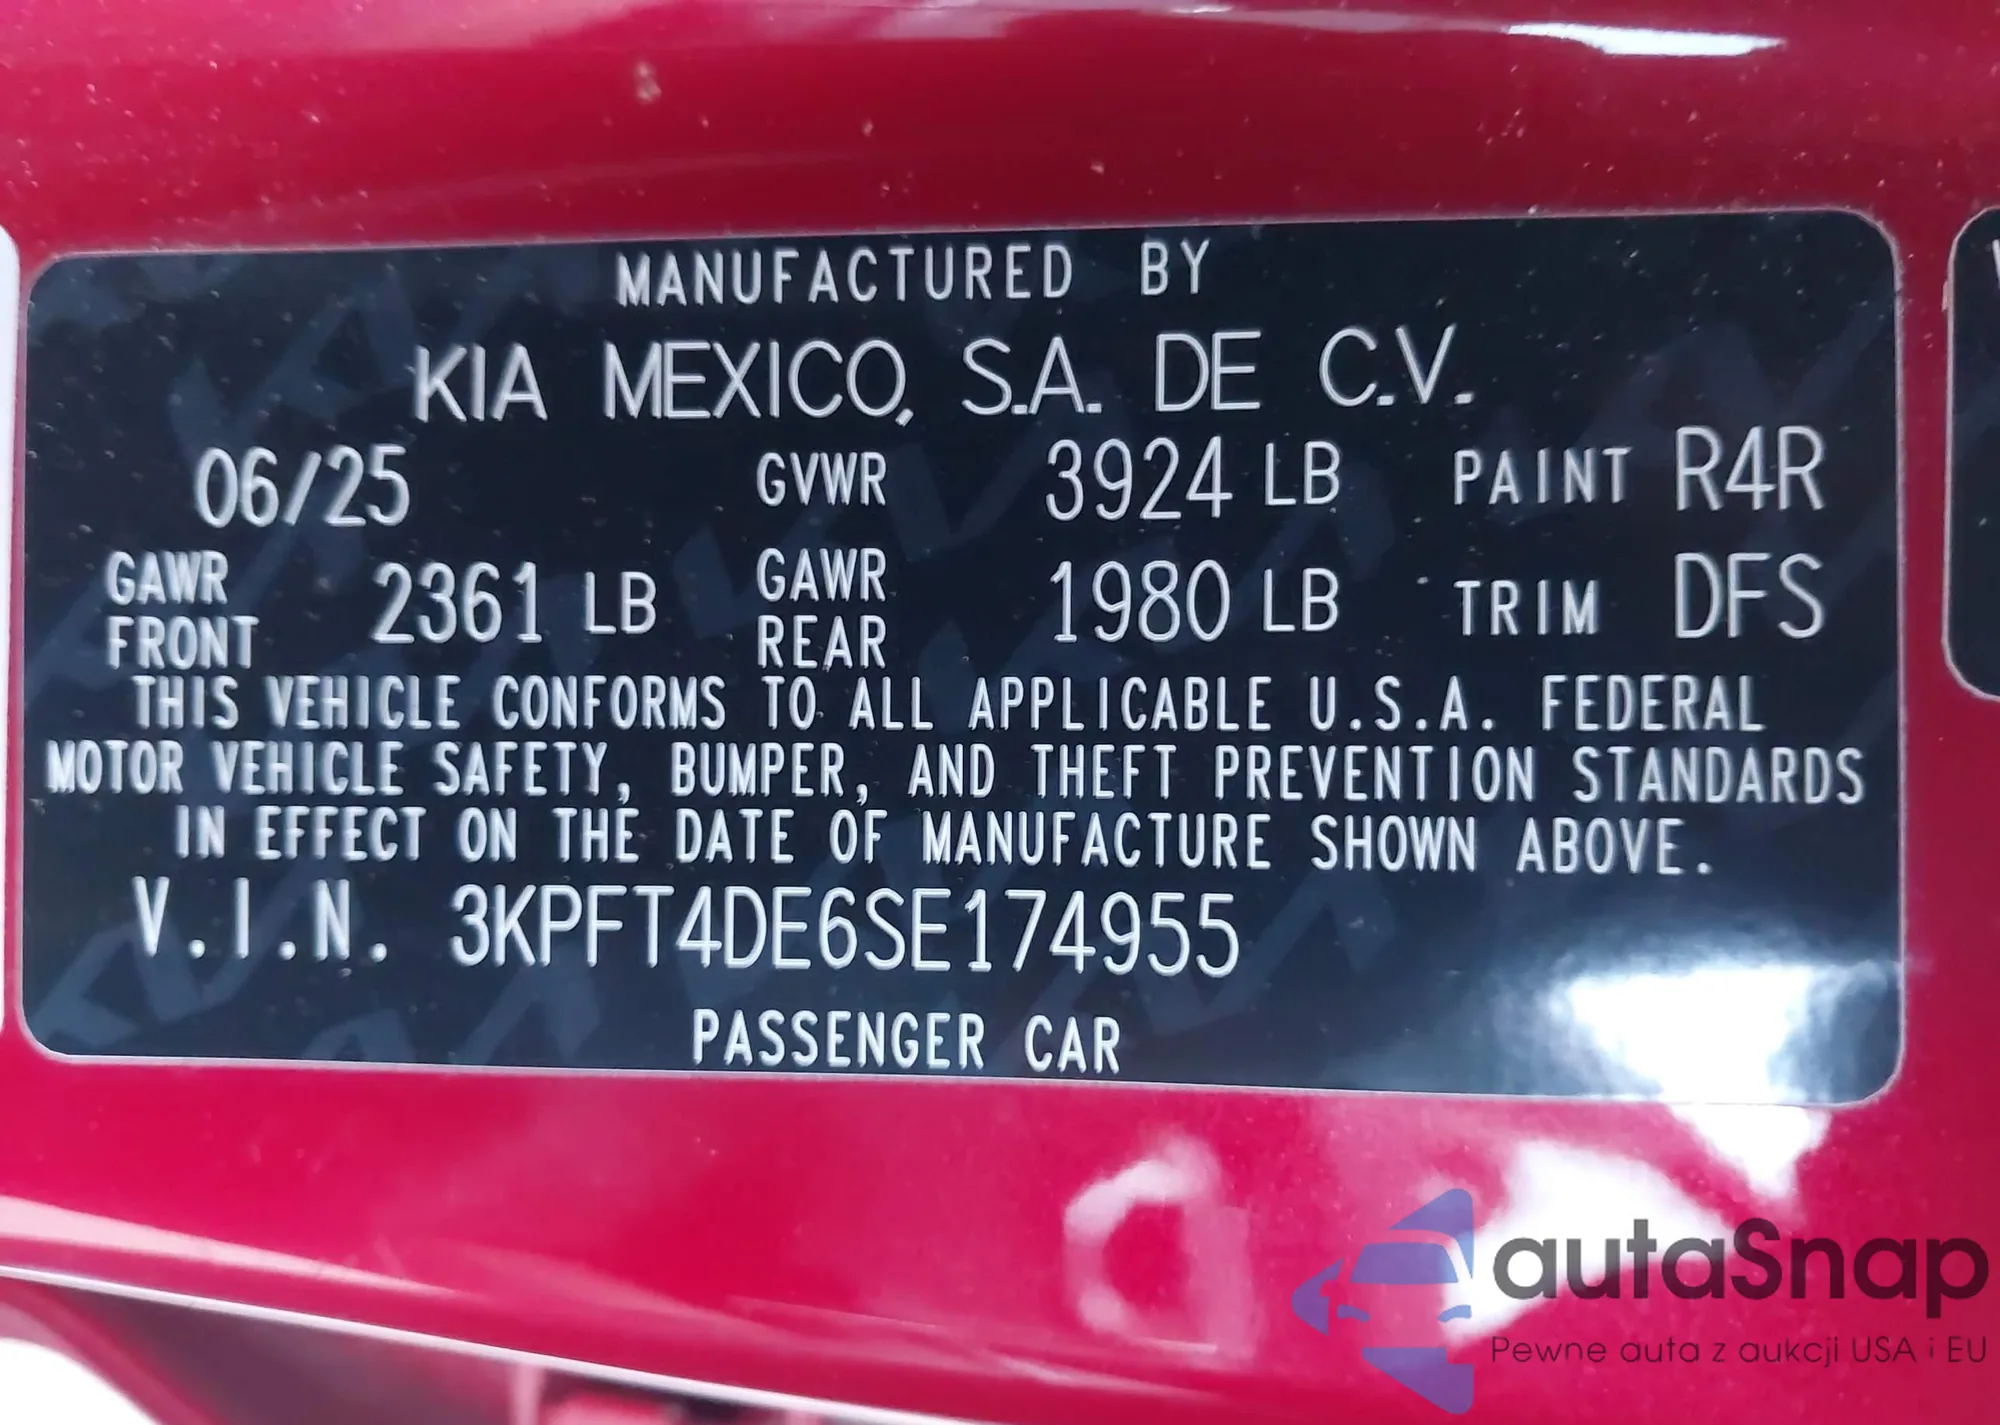 MANUFACTURED BY
KIA MEXICO, S.A. DE C.V.
06/25 GVWR 3924 LB PAINT R4R
GAWR FRONT 2361 LB GAWR REAR 1980 LB TRIM DFS
THIS VEHICLE CONFORMS TO ALL APPLICABLE U.S.A. FEDERAL
MOTOR VEHICLE SAFETY, BUMPER, AND THEFT PREVENTION STANDARDS
IN EFFECT ON THE DATE OF MANUFACTURE SHOWN ABOVE.
V.I.N. 3KPFT4DE6SE174955
PASSENGER CAR
autaSnap
Pewne auta z aukcji USA i EU